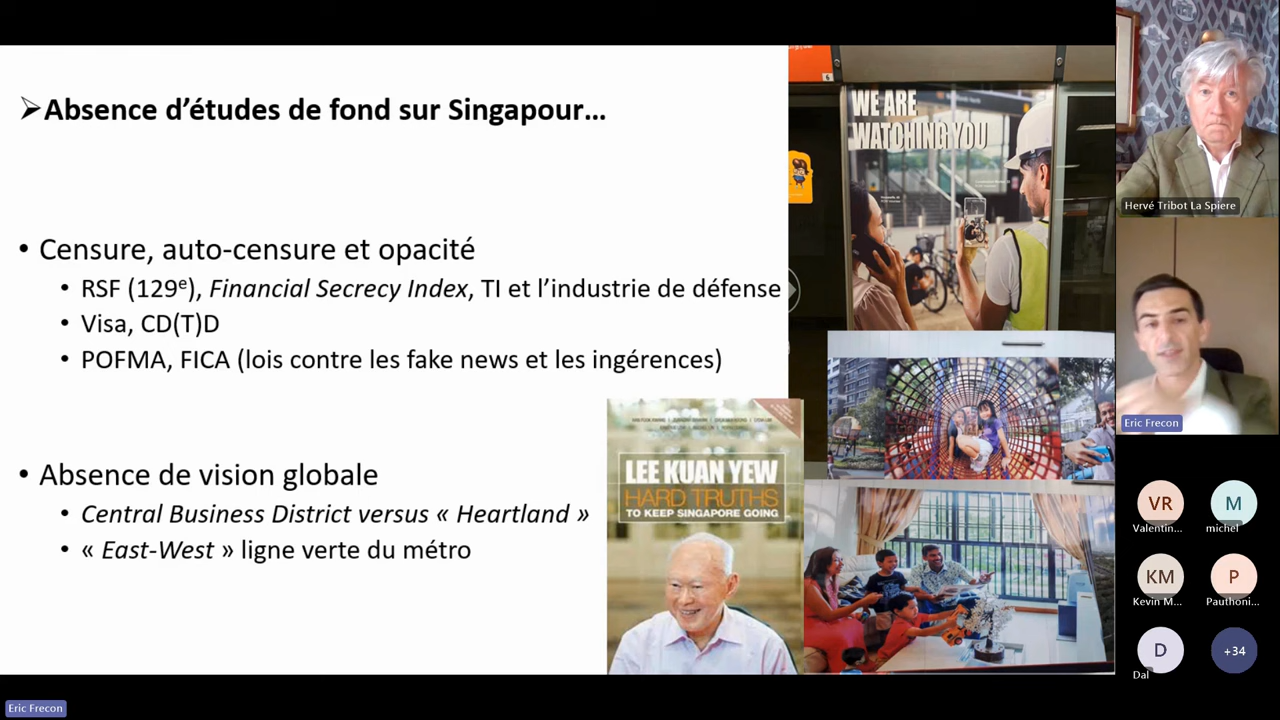 ➢Absence d'études de fond sur Singapour…
• Censure, auto-censure et opacité
• RSF (129e), Financial Secrecy Index, TI et l'industrie de défense
• Visa, CD(T)D
• POFMA, FICA (lois contre les fake news et les ingérences)
• Absence de vision globale
• Central Business District versus « Heartland »
• « East-West » ligne verte du métro
6
WE ARE
WATCHING YOU
LEE KUAN YEW
HARD TRUTHS
TO KEEP SINGAPORE GOING
Hervé Tribot La Spiere
Eric Frecon
VR
Valentin...
M
michel
KM
Kevin M...
P
Pauthoni...
D
Dal
+34
Eric Frecon